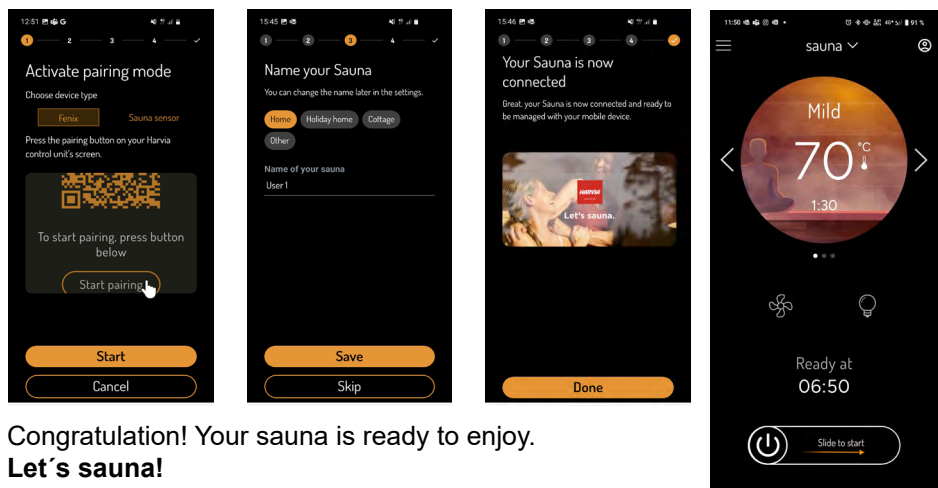 12:51 G
1 2 3 4
Activate pairing mode
Choose device type
Fenix Sauna sensor
Press the pairing button on your Harvia
control unit's screen.
To start pairing, press button
below
Start pairing
Start
Cancel
15:45
1 2 3 4
Name your Sauna
You can change the name later in the settings.
Home Holiday home Cottage
Other
Name of your sauna
User 1
Save
Skip
15:46
1 2 3 4
Your Sauna is now
connected
Great, your Sauna is now connected and ready to
be managed with your mobile device.
HARVIA
Let's sauna.
Done
11:50 91 %
sauna
Mild
70 °C
1:30
Ready at
06:50
Slide to start
Congratulation! Your sauna is ready to enjoy.
Let´s sauna!